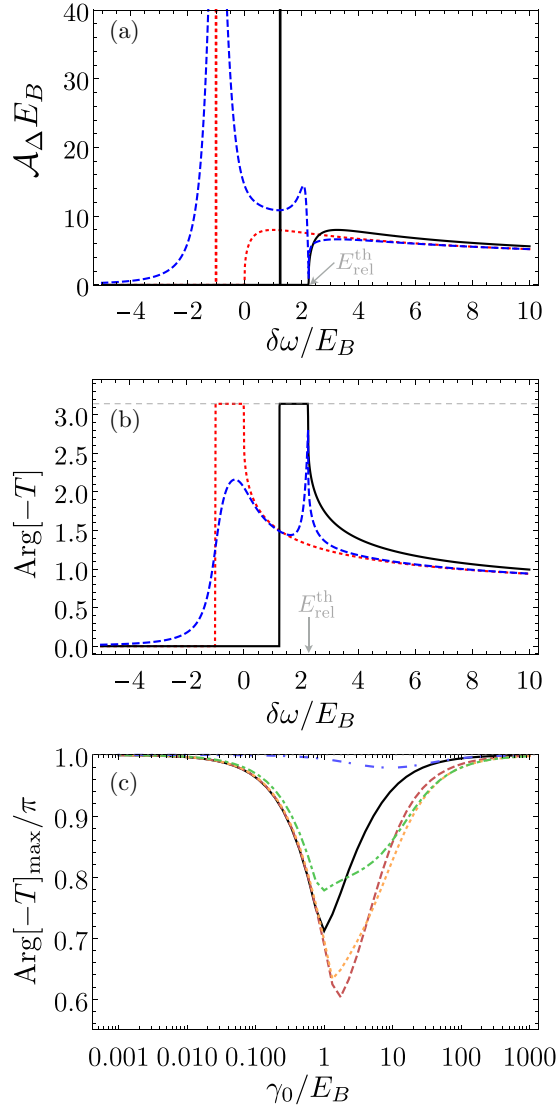 (a)
40
30
20
10
0
𝒜_Δ E_B
E_rel^th
−4 −2 0 2 4 6 8 10
δω/E_B
(b)
3.0
2.5
2.0
1.5
1.0
0.5
0.0
Arg[−T]
E_rel^th
−4 −2 0 2 4 6 8 10
δω/E_B
(c)
1.0
0.9
0.8
0.7
0.6
Arg[−T]_max/π
0.001 0.010 0.100 1 10 100 1000
γ_0/E_B